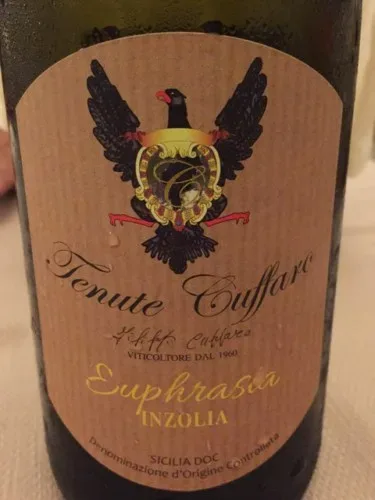 C
Tenute Cuffaro
VITICOLTORE DAL 1960
Euphrasia
INZOLIA
SICILIA DOC
Denominazione d'Origine Controllata